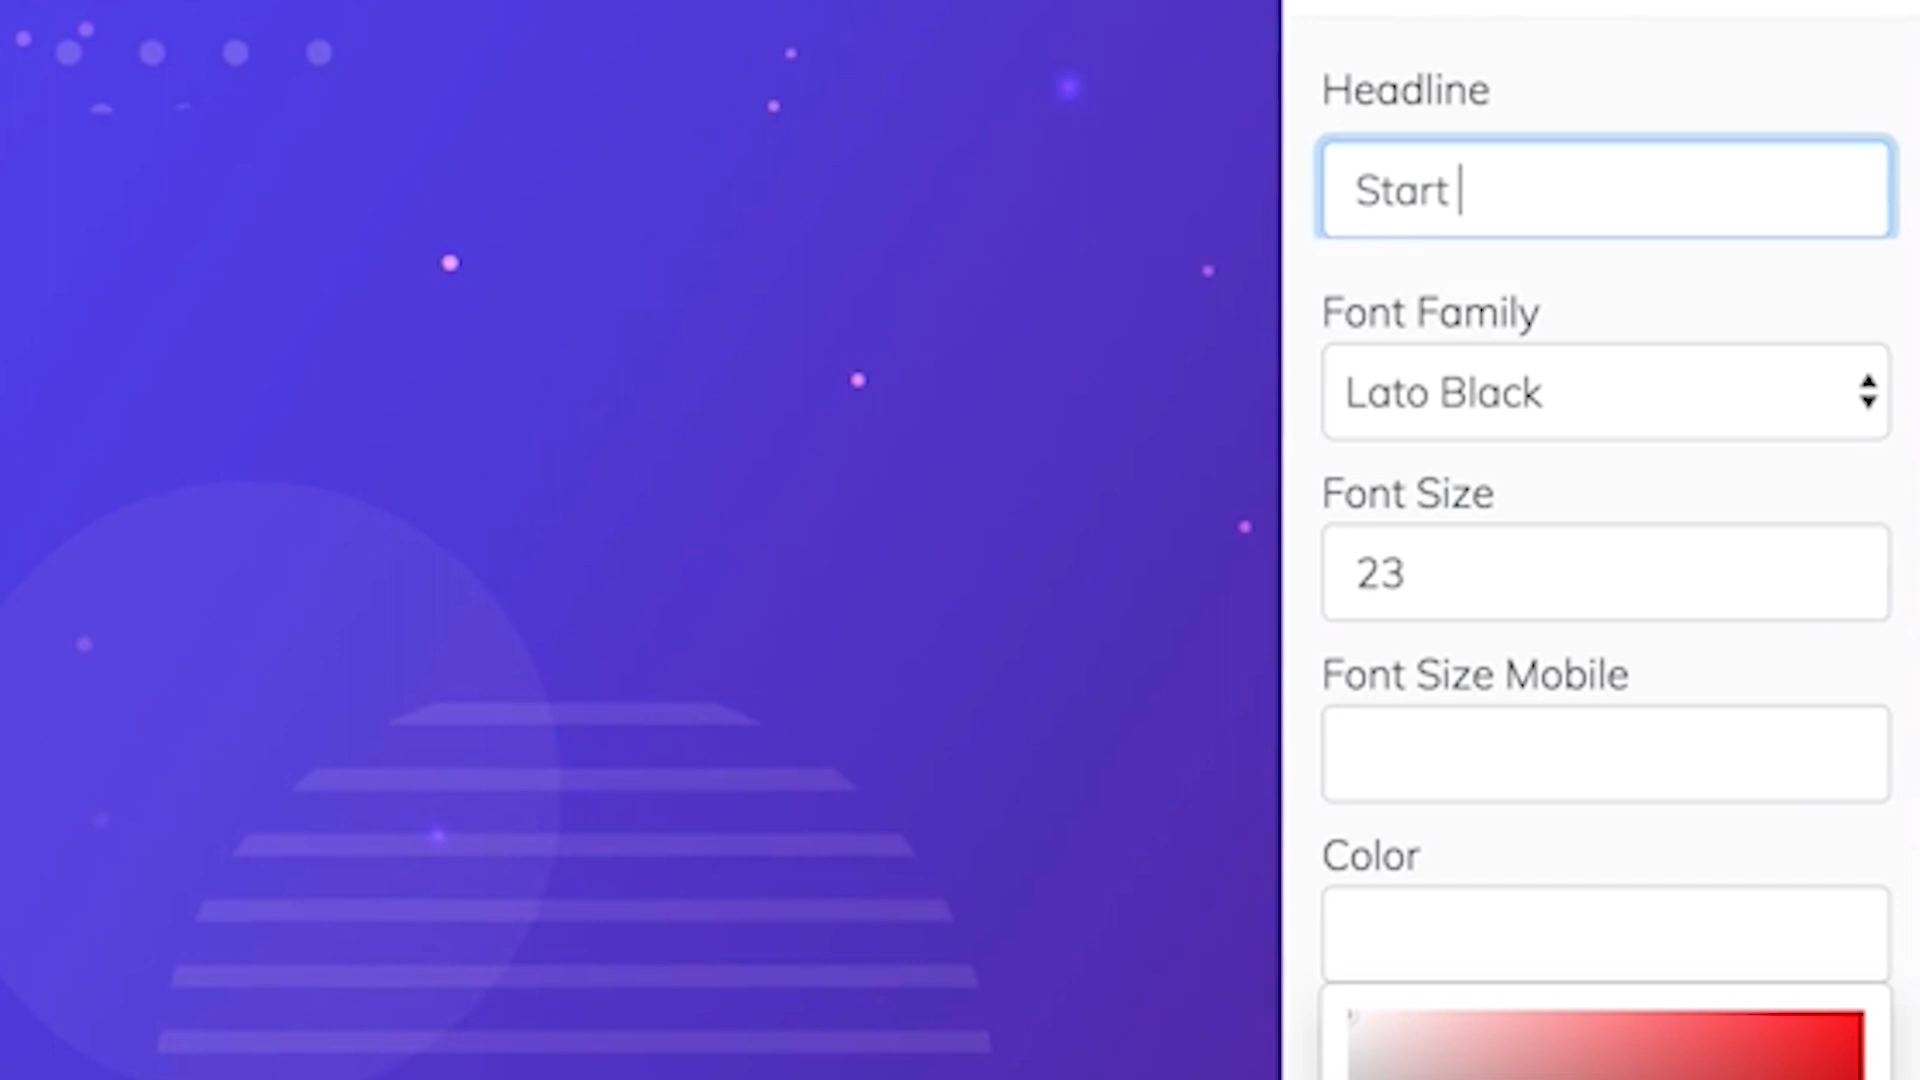 Headline
Start
Font Family
Lato Black
Font Size
23
Font Size Mobile
Color